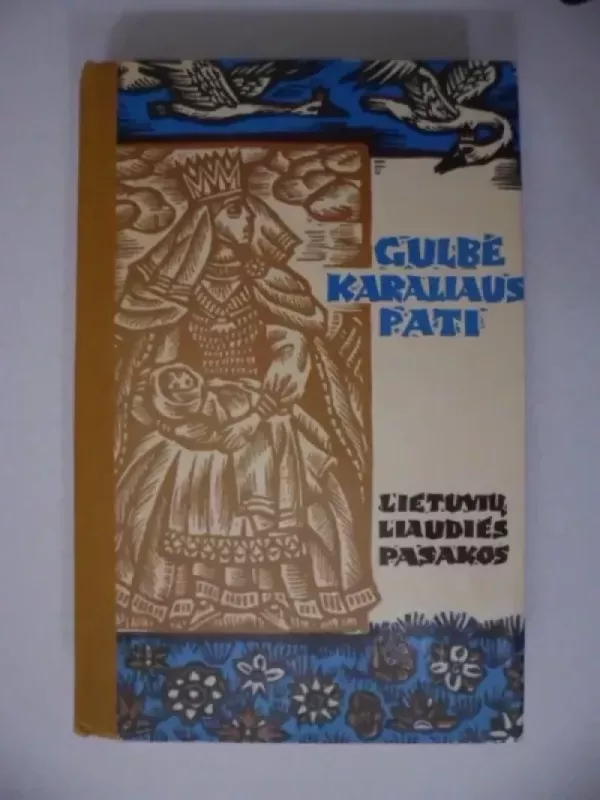 GULBĖ
KARALIAUS
PATI
LIETUVIŲ
LIAUDIES
PASAKOS